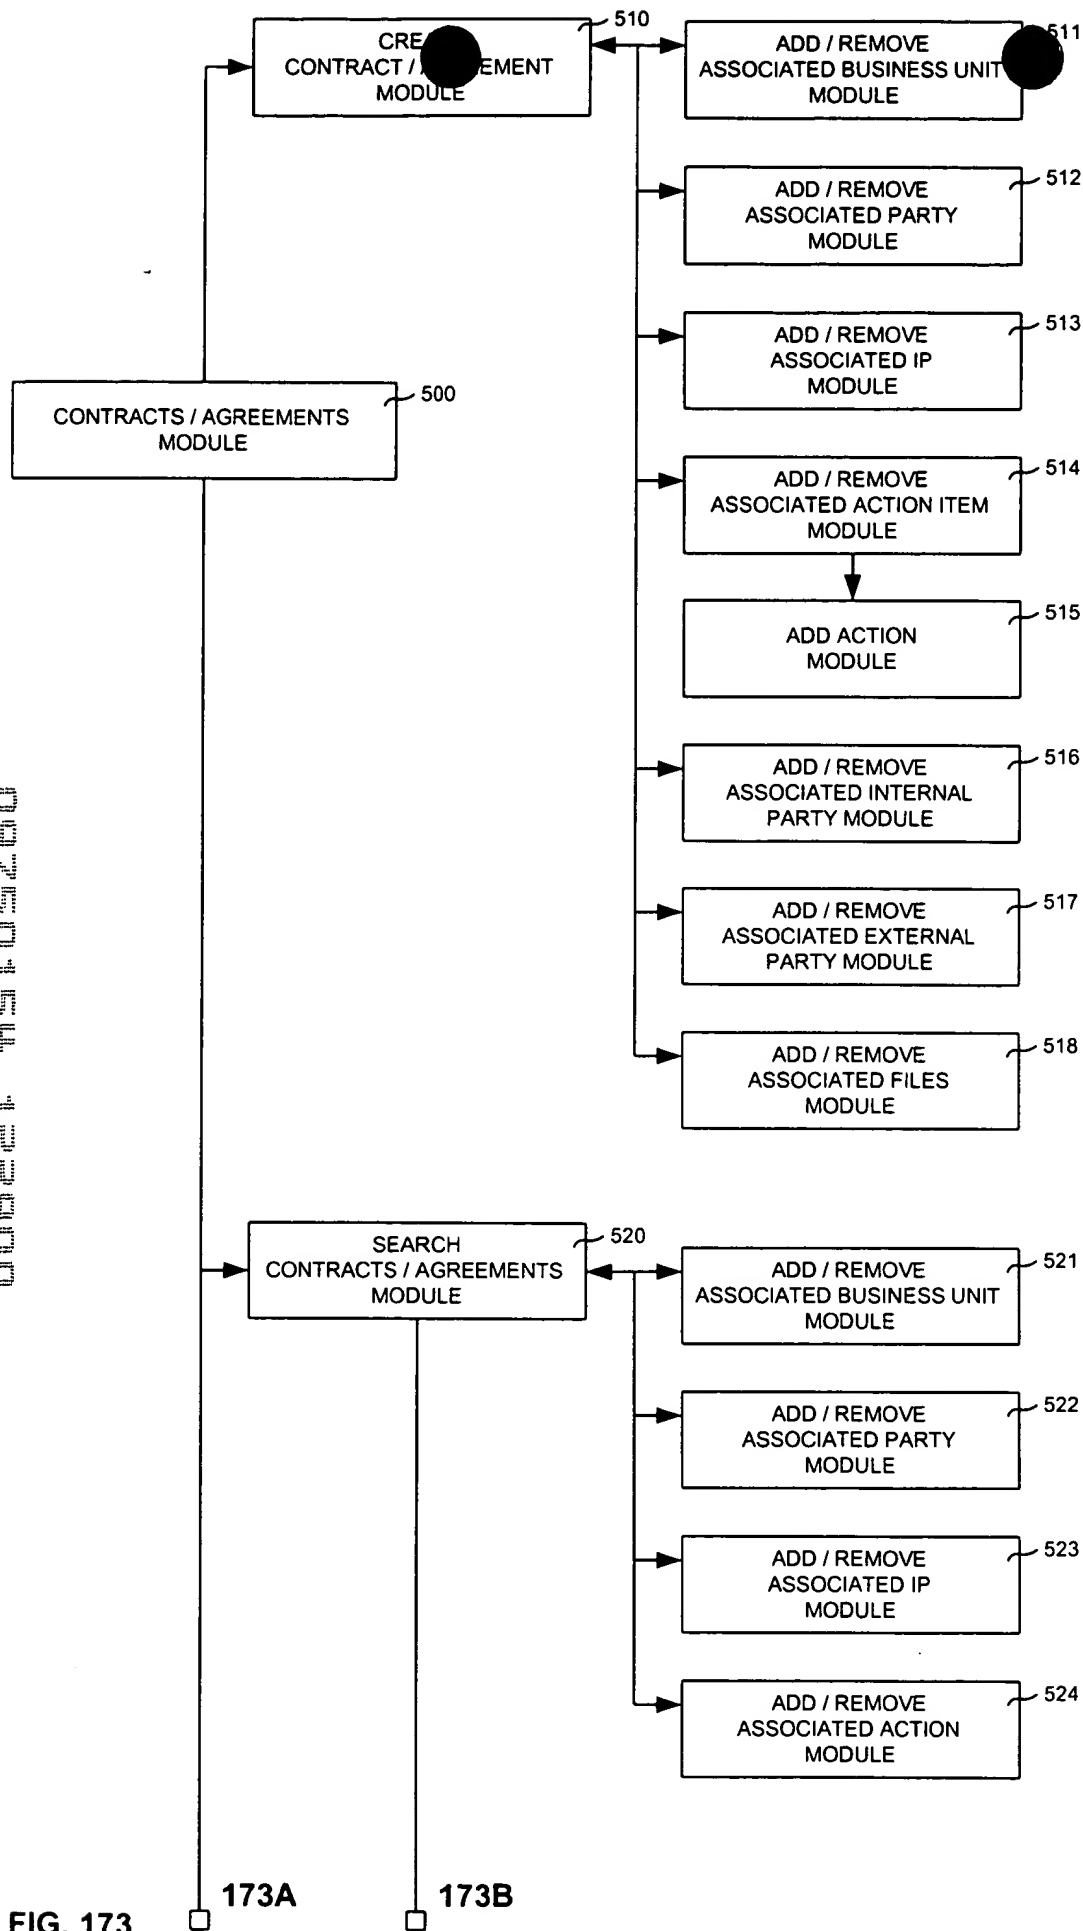 510
CONTRACT /
MODULE
511
ADD / REMOVE
ASSOCIATED BUSINESS UNIT
MODULE
512
ADD / REMOVE
ASSOCIATED PARTY
MODULE
513
ADD / REMOVE
ASSOCIATED IP
MODULE
500
CONTRACTS / AGREEMENTS
MODULE
514
ADD / REMOVE
ASSOCIATED ACTION ITEM
MODULE
515
ADD ACTION
MODULE
516
ADD / REMOVE
ASSOCIATED INTERNAL
PARTY MODULE
517
ADD / REMOVE
ASSOCIATED EXTERNAL
PARTY MODULE
518
ADD / REMOVE
ASSOCIATED FILES
MODULE
520
SEARCH
CONTRACTS / AGREEMENTS
MODULE
521
ADD / REMOVE
ASSOCIATED BUSINESS UNIT
MODULE
522
ADD / REMOVE
ASSOCIATED PARTY
MODULE
523
ADD / REMOVE
ASSOCIATED IP
MODULE
524
ADD / REMOVE
ASSOCIATED ACTION
MODULE
173A
173B
FIG. 173